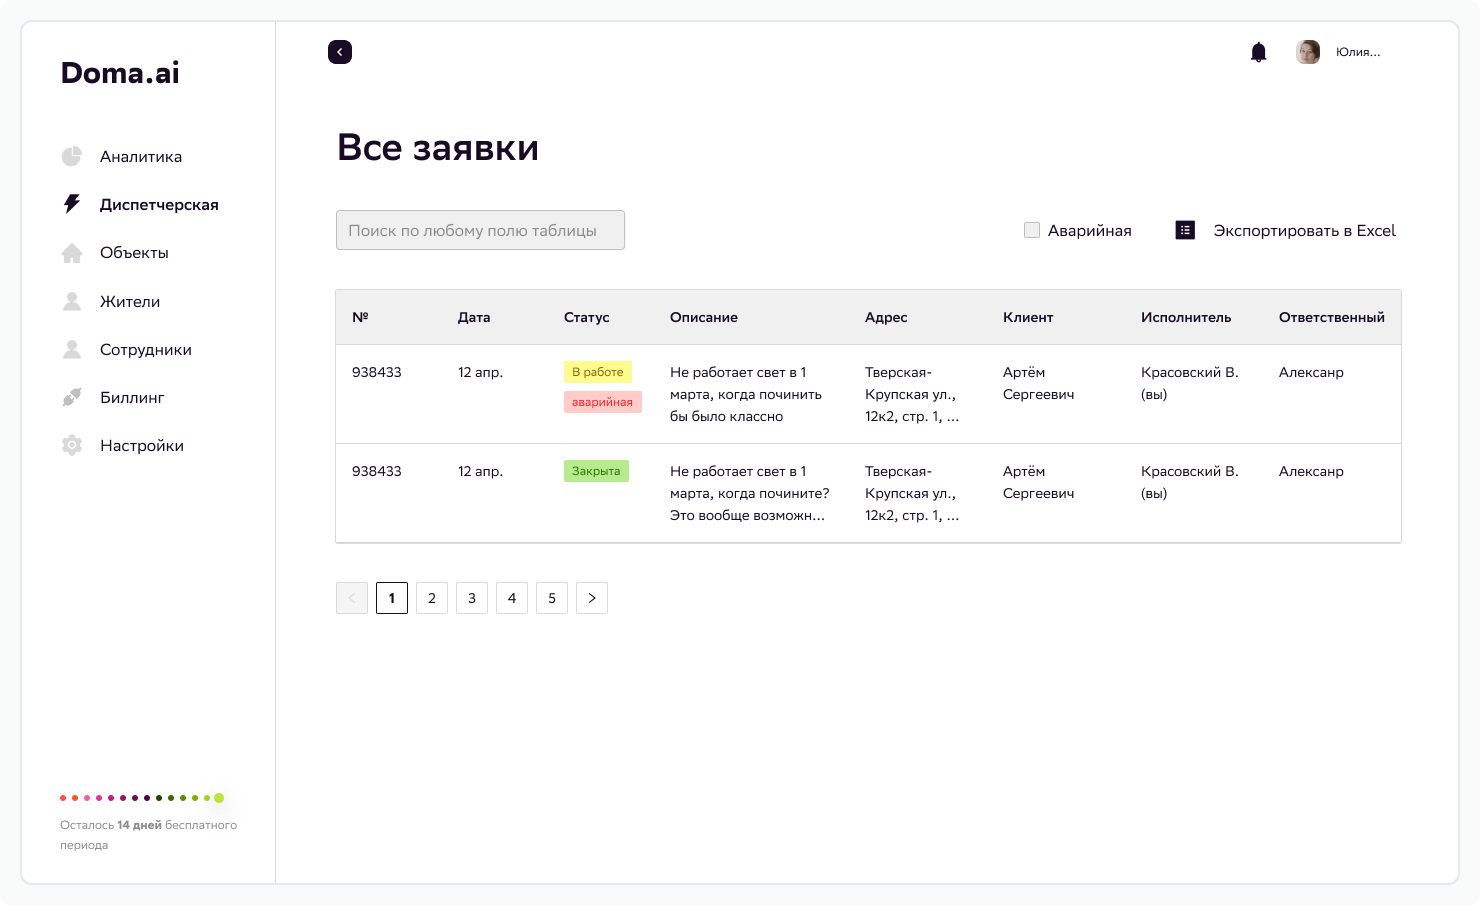 Doma.ai
Юлия...
Аналитика
Диспетчерская
Объекты
Жители
Сотрудники
Биллинг
Настройки
Осталось 14 дней бесплатного
периода
Все заявки
Поиск по любому полю таблицы
Аварийная
Экспортировать в Excel
№ Дата Статус Описание Адрес Клиент Исполнитель Ответственный
938433 12 апр. В работе Не работает свет в 1 Тверская- Артём Красовский В. Алексанр
аварийная марта, когда починить Крупская ул., Сергеевич (вы)
бы было классно 12к2, стр. 1, ...
938433 12 апр. Закрыта Не работает свет в 1 Тверская- Артём Красовский В. Алексанр
марта, когда почините? Крупская ул., Сергеевич (вы)
Это вообще возможн... 12к2, стр. 1, ...
1 2 3 4 5